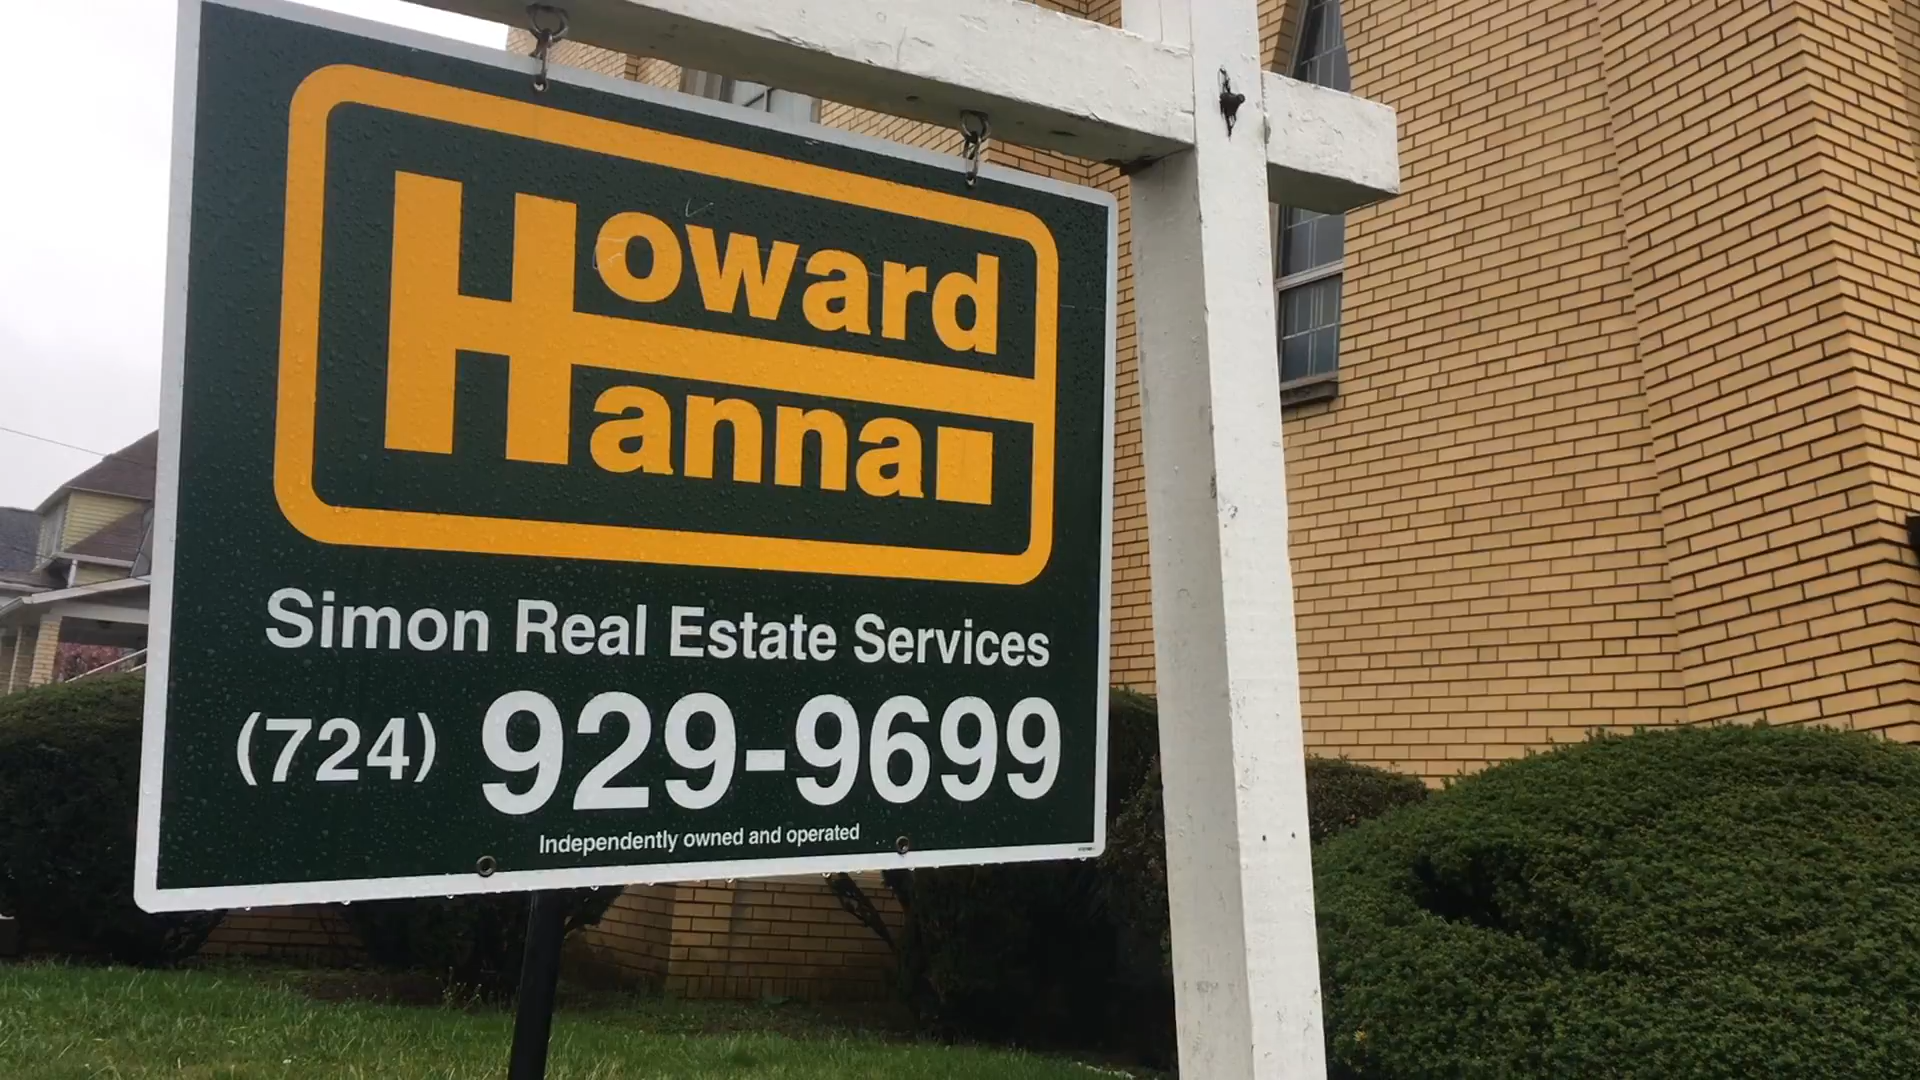 Howard
Hanna
Simon Real Estate Services
(724) 929-9699
Independently owned and operated